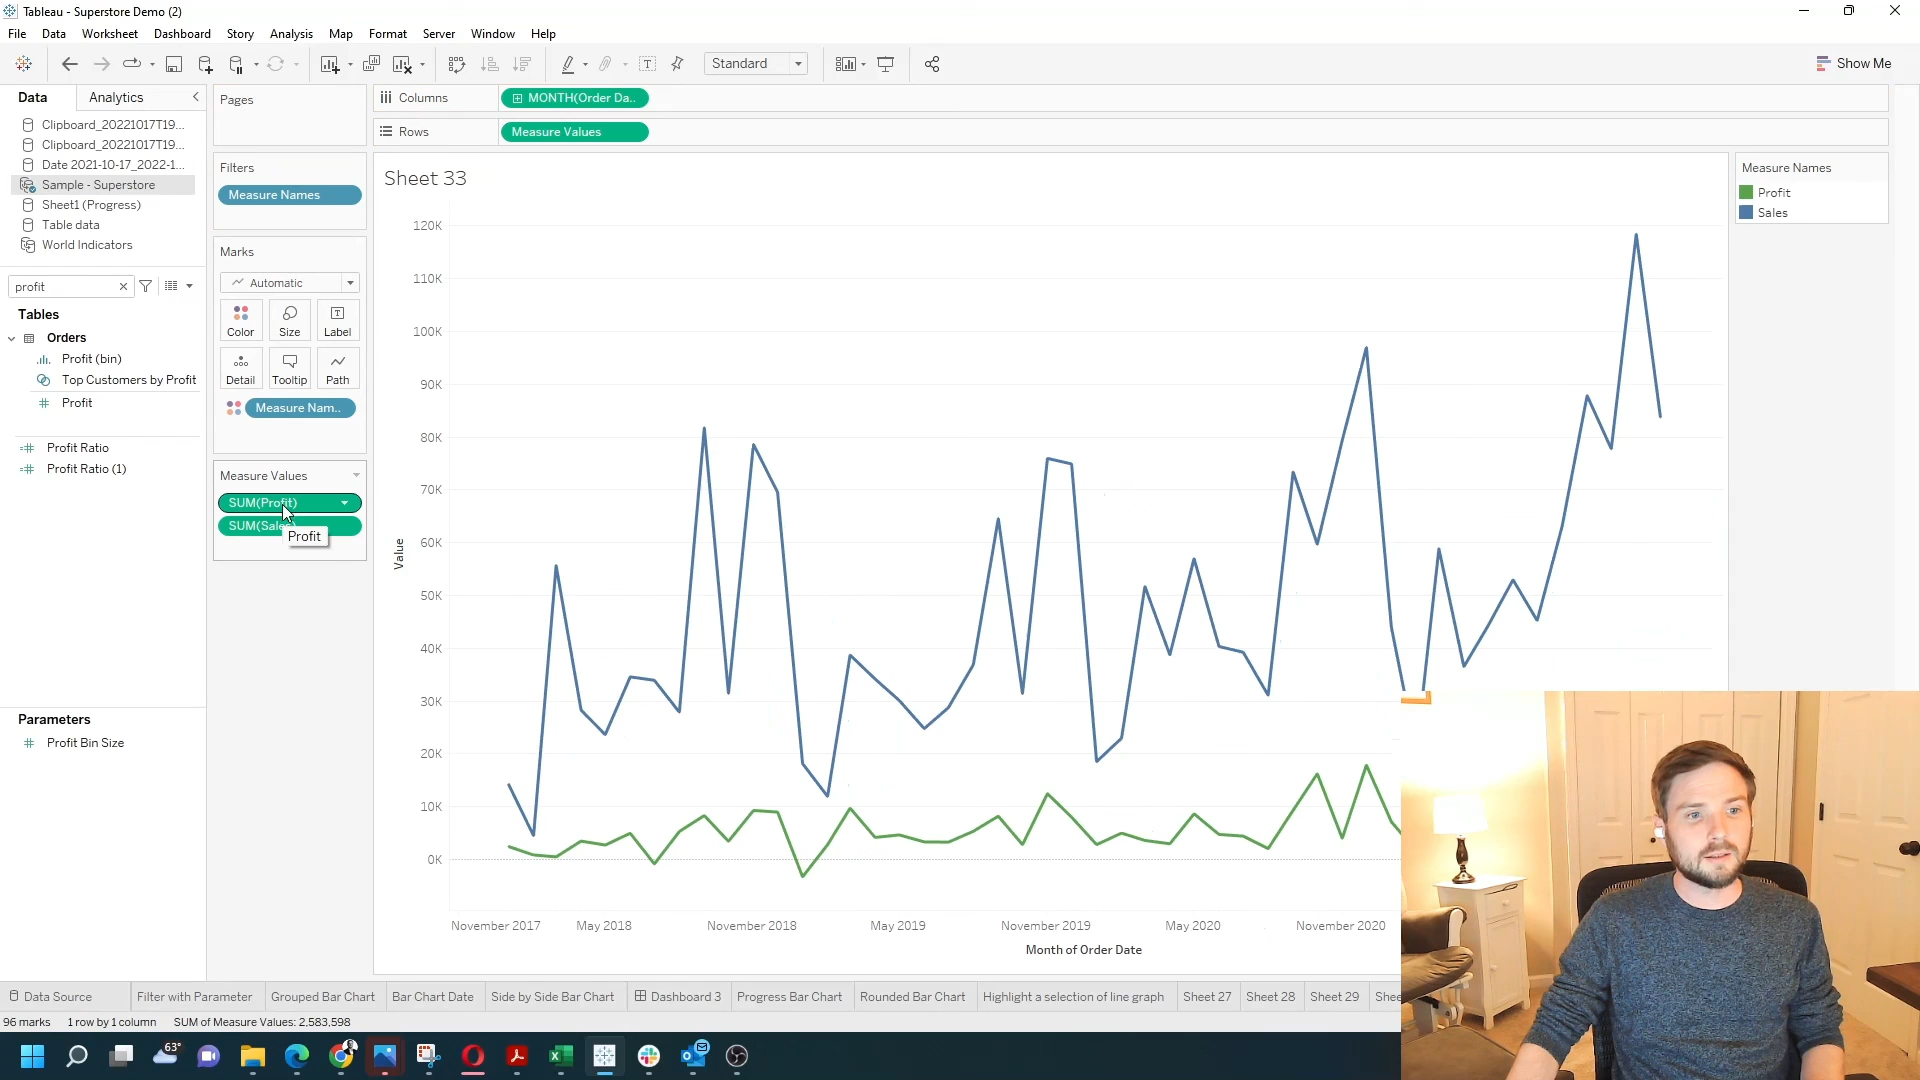 Tableau - Superstore Demo (2)
File Data Worksheet Dashboard Story Analysis Map Format Server Window Help
Standard
Show Me
Data Analytics
Clipboard_20221017T19...
Clipboard_20221017T19...
Date 2021-10-17_2022-1...
Sample - Superstore
Sheet1 (Progress)
Table data
World Indicators
profit
Tables
Orders
Profit (bin)
Top Customers by Profit
Profit
Profit Ratio
Profit Ratio (1)
Parameters
Profit Bin Size
Pages
Filters
Measure Names
Marks
Automatic
Color Size Label
Detail Tooltip Path
Measure Nam..
Measure Values
SUM(Profit)
SUM(Sales)
Profit
Columns MONTH(Order Da..
Rows Measure Values
Sheet 33
120K
110K
100K
90K
80K
70K
60K
50K
40K
30K
20K
10K
0K
Value
November 2017 May 2018 November 2018 May 2019 November 2019 May 2020 November 2020
Month of Order Date
Measure Names
Profit
Sales
Data Source Filter with Parameter Grouped Bar Chart Bar Chart Date Side by Side Bar Chart Dashboard 3 Progress Bar Chart Rounded Bar Chart Highlight a selection of line graph Sheet 27 Sheet 28 Sheet 29 Shee
96 marks 1 row by 1 column SUM of Measure Values: 2,583,598
63°